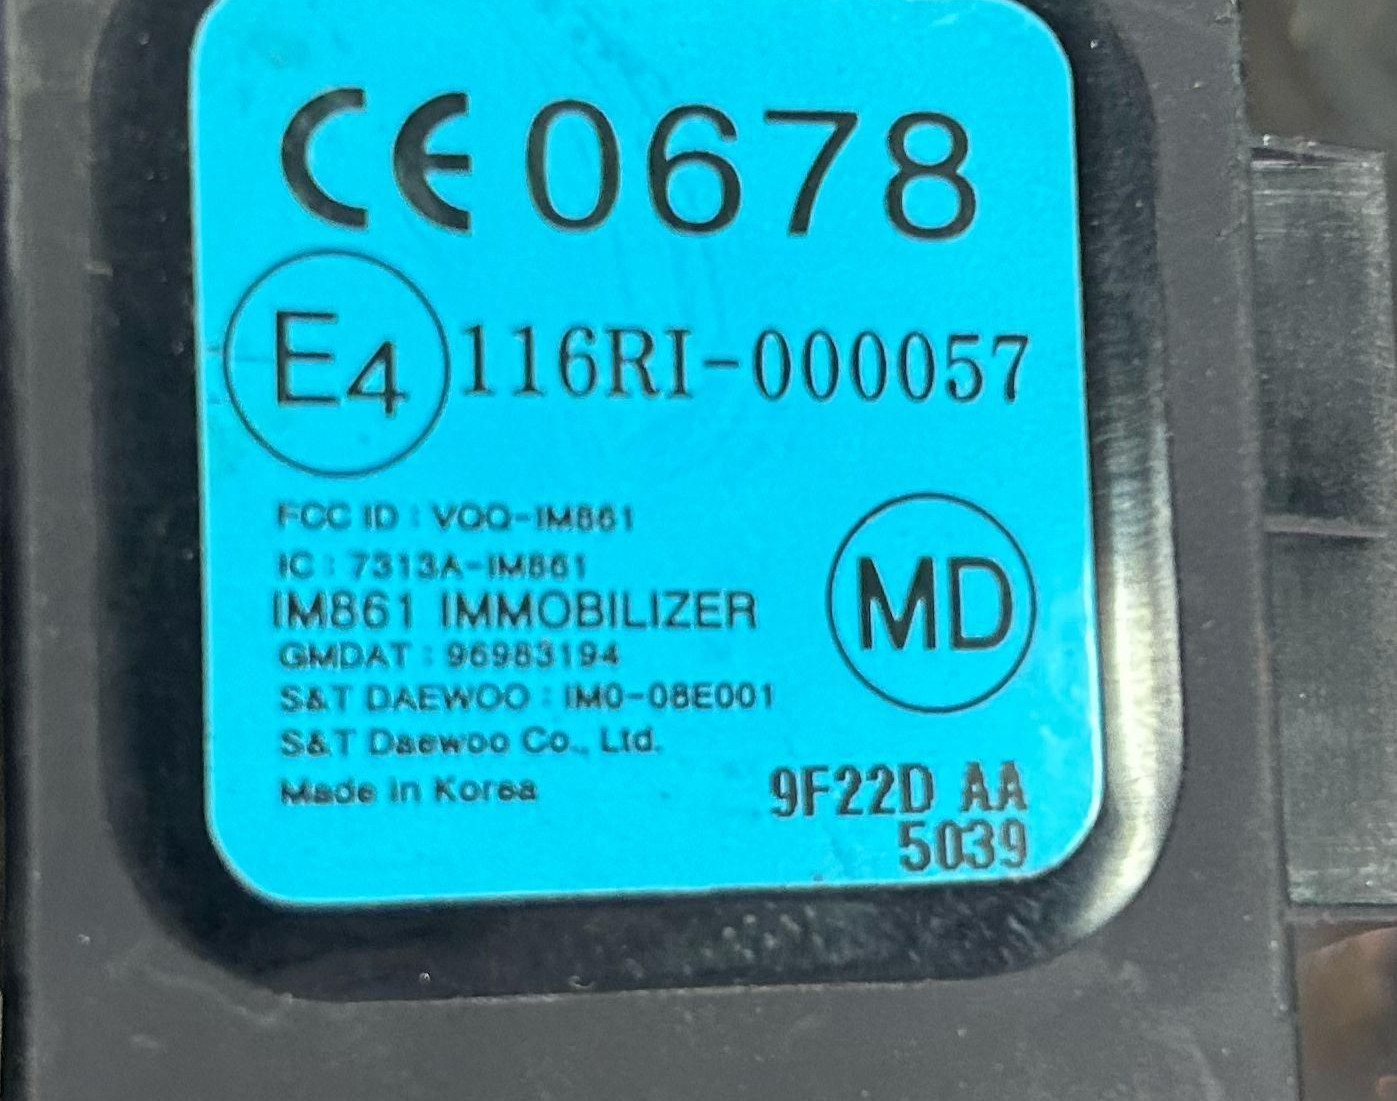 CE 0678
E4 116RI-000057
FCC ID : VOQ-IM861
IC : 7313A-IM861
IM861 IMMOBILIZER
MD
GMDAT : 96983194
S&T DAEWOO : IM0-08E001
S&T Daewoo Co., Ltd.
Made in Korea
9F22D AA
5039